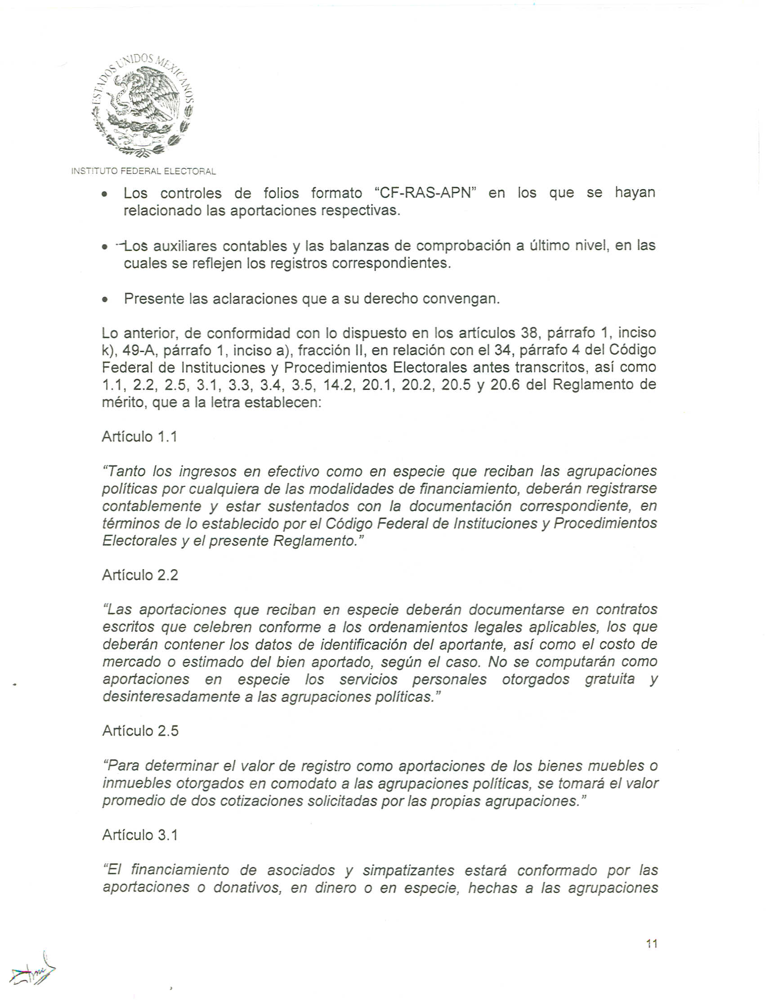 ESTADOS UNIDOS MEXICANOS
INSTITUTO FEDERAL ELECTORAL
• Los controles de folios formato “CF-RAS-APN” en los que se hayan
relacionado las aportaciones respectivas.
• Los auxiliares contables y las balanzas de comprobación a último nivel, en las
cuales se reflejen los registros correspondientes.
• Presente las aclaraciones que a su derecho convengan.
Lo anterior, de conformidad con lo dispuesto en los artículos 38, párrafo 1, inciso
k), 49-A, párrafo 1, inciso a), fracción II, en relación con el 34, párrafo 4 del Código
Federal de Instituciones y Procedimientos Electorales antes transcritos, así como
1.1, 2.2, 2.5, 3.1, 3.3, 3.4, 3.5, 14.2, 20.1, 20.2, 20.5 y 20.6 del Reglamento de
mérito, que a la letra establecen:
Artículo 1.1
“Tanto los ingresos en efectivo como en especie que reciban las agrupaciones
políticas por cualquiera de las modalidades de financiamiento, deberán registrarse
contablemente y estar sustentados con la documentación correspondiente, en
términos de lo establecido por el Código Federal de Instituciones y Procedimientos
Electorales y el presente Reglamento.”
Artículo 2.2
“Las aportaciones que reciban en especie deberán documentarse en contratos
escritos que celebren conforme a los ordenamientos legales aplicables, los que
deberán contener los datos de identificación del aportante, así como el costo de
mercado o estimado del bien aportado, según el caso. No se computarán como
aportaciones en especie los servicios personales otorgados gratuita y
desinteresadamente a las agrupaciones políticas.”
Artículo 2.5
“Para determinar el valor de registro como aportaciones de los bienes muebles o
inmuebles otorgados en comodato a las agrupaciones políticas, se tomará el valor
promedio de dos cotizaciones solicitadas por las propias agrupaciones.”
Artículo 3.1
“El financiamiento de asociados y simpatizantes estará conformado por las
aportaciones o donativos, en dinero o en especie, hechas a las agrupaciones
11